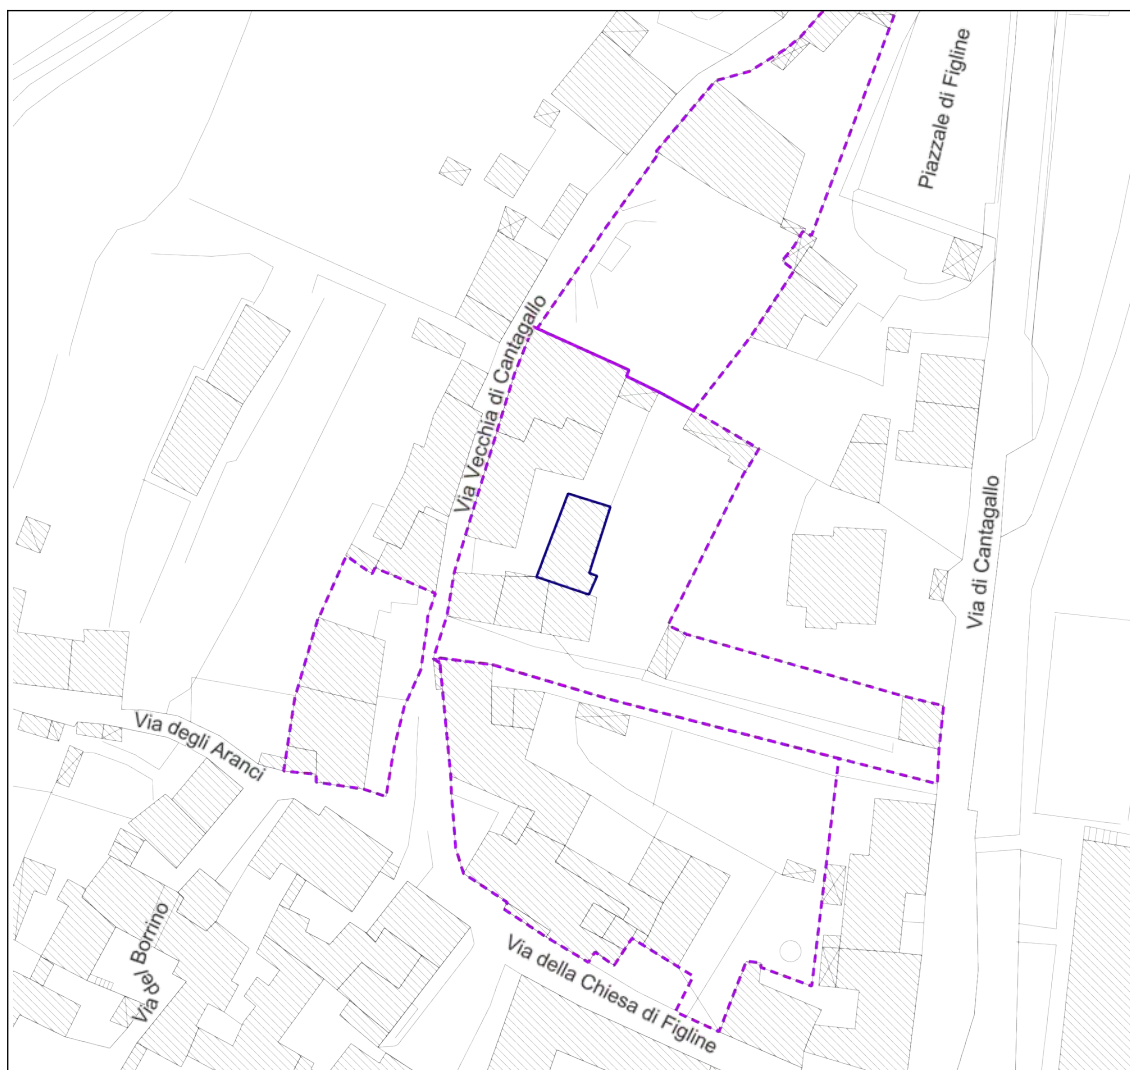 Piazzale di Figline
Via Vecchia di Cantagallo
Via di Cantagallo
Via degli Aranci
Via del Borrino
Via della Chiesa di Figline